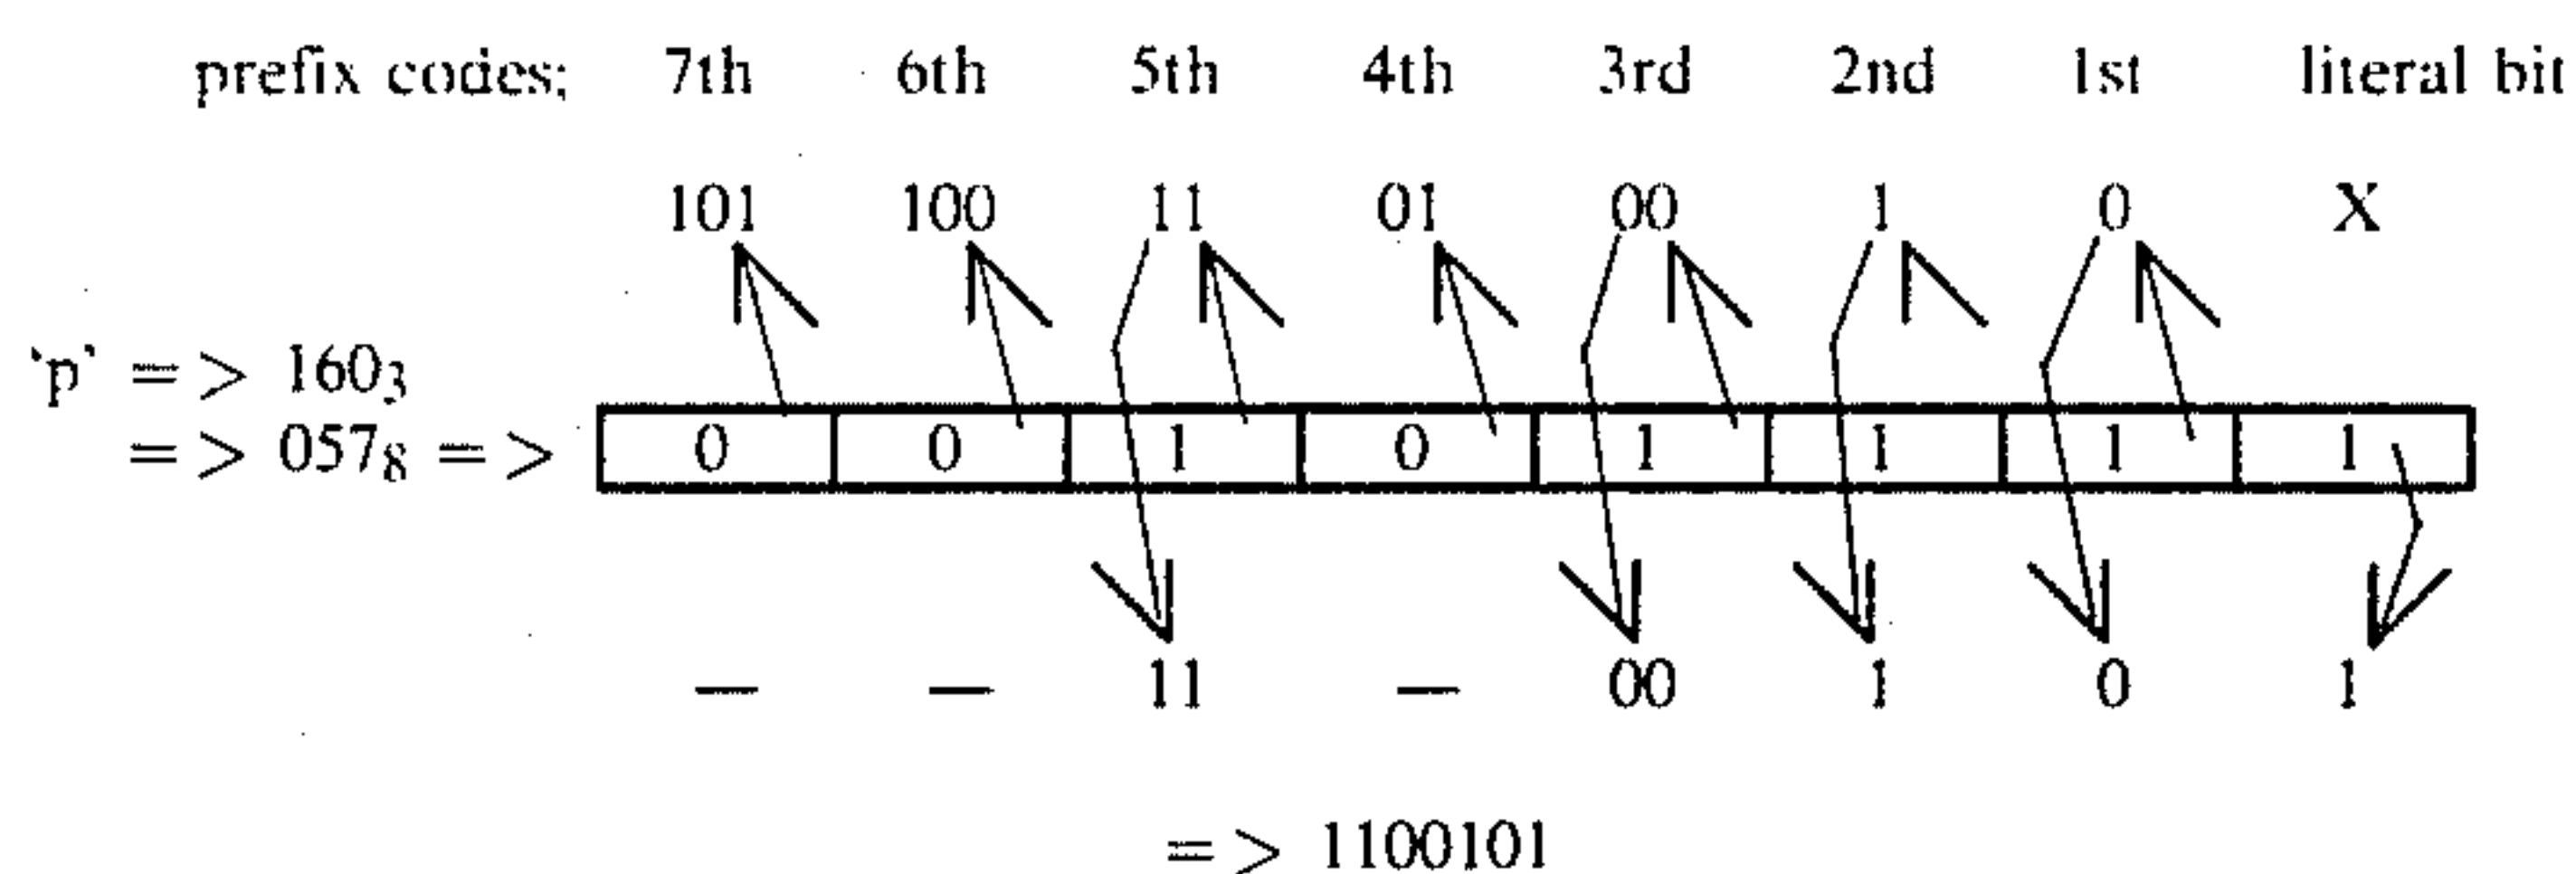 prefix codes; 7th 6th 5th 4th 3rd 2nd 1st literal bit
101 100 11 01 00 1 0 X
'p' = > 160₃
= > 057₈ = > 0 0 1 0 1 1 1 1
— — 11 — 00 1 0 1
= > 1100101